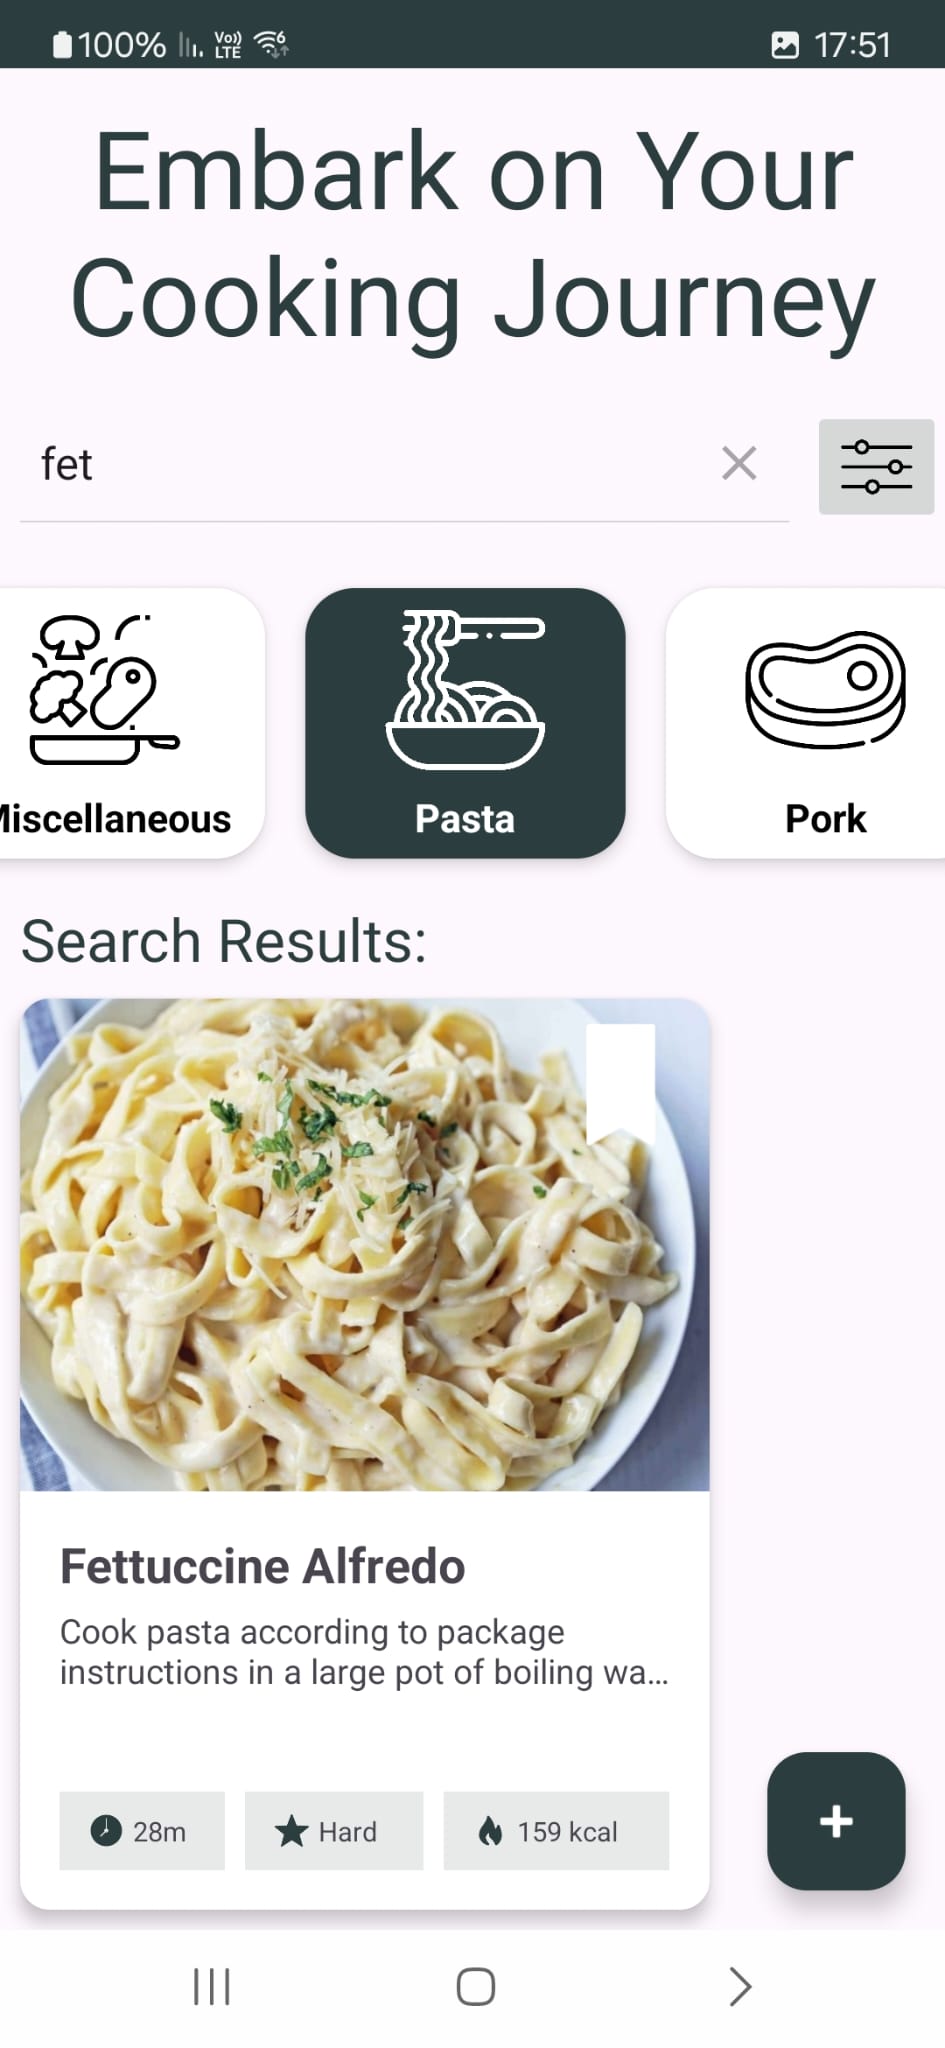 100% Vo)) LTE 6 17:51
Embark on Your
Cooking Journey
fet
Miscellaneous
Pasta
Pork
Search Results:
Fettuccine Alfredo
Cook pasta according to package
instructions in a large pot of boiling wa...
28m
Hard
159 kcal